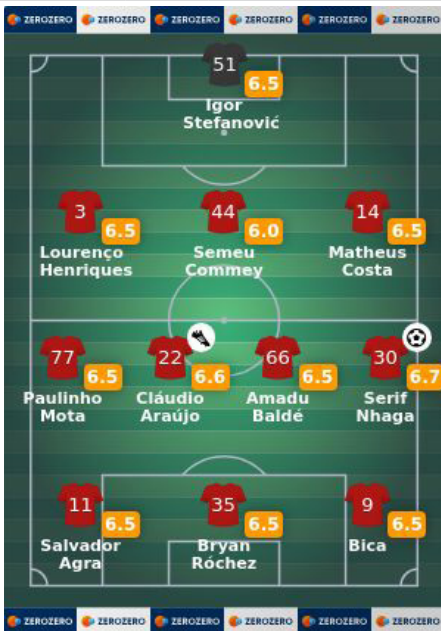 ZEROZERO ZEROZERO ZEROZERO ZEROZERO ZEROZERO ZEROZERO
51
6.5
Igor
Stefanović
3
6.5
Lourenço
Henriques
44
6.0
Semeu
Commey
14
6.5
Matheus
Costa
77
6.5
Paulinho
Mota
22
6.6
Cláudio
Araújo
66
6.5
Amadu
Baldé
30
6.7
Serif
Nhaga
11
6.5
Salvador
Agra
35
6.5
Bryan
Róchez
9
6.5
Bica
ZEROZERO ZEROZERO ZEROZERO ZEROZERO ZEROZERO ZEROZERO